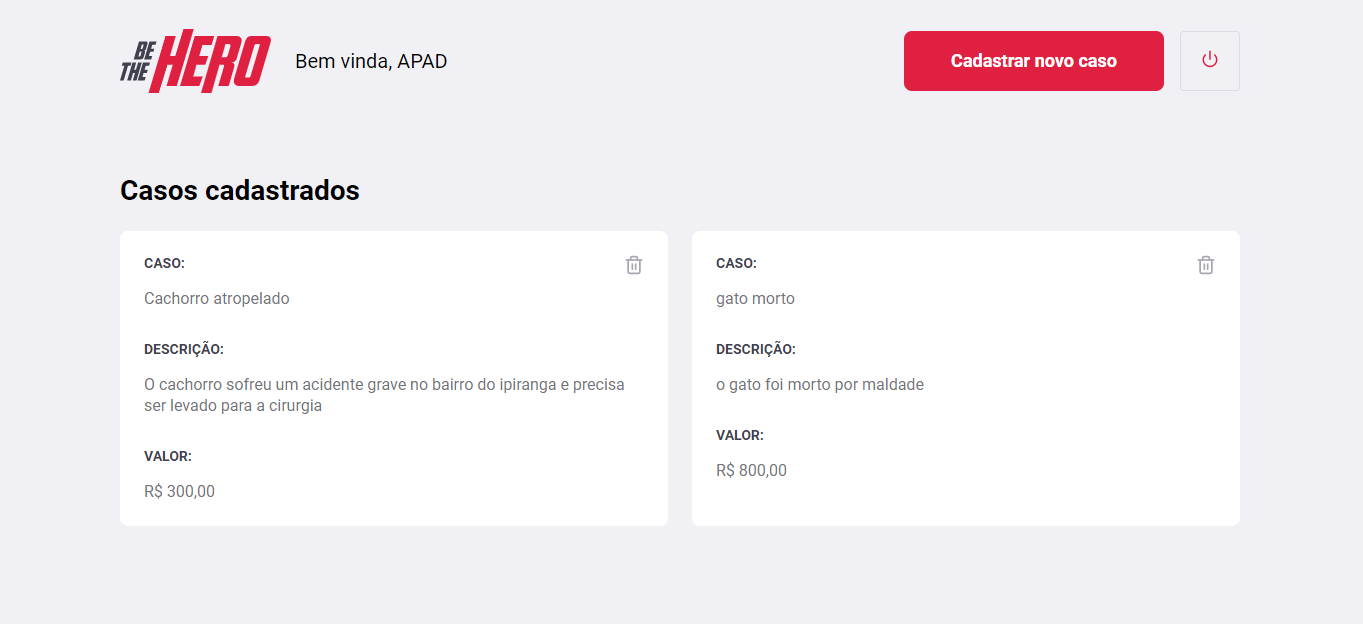 BE THE HERO
Bem vinda, APAD
Cadastrar novo caso
Casos cadastrados
CASO:
Cachorro atropelado
DESCRIÇÃO:
O cachorro sofreu um acidente grave no bairro do ipiranga e precisa
ser levado para a cirurgia
VALOR:
R$ 300,00
CASO:
gato morto
DESCRIÇÃO:
o gato foi morto por maldade
VALOR:
R$ 800,00